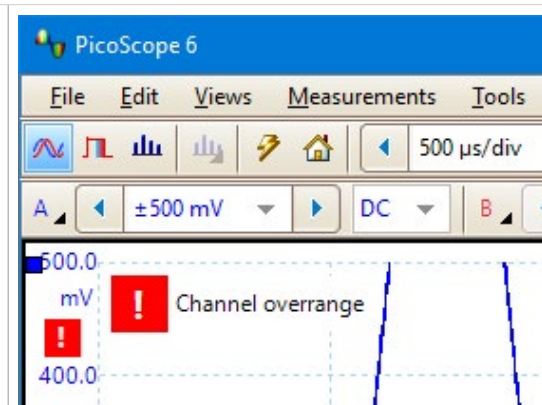 PicoScope 6
File Edit Views Measurements Tools
500 µs/div
A ±500 mV DC B
500.0
mV ! Channel overrange
!
400.0